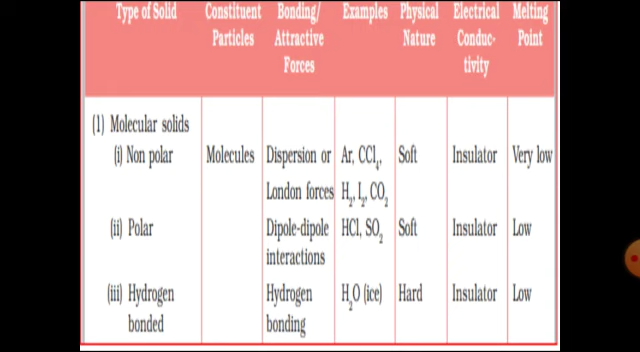 Type of Solid Constituent Bonding/ Examples Physical Electrical Melting
Particles Attractive Nature Conduc- Point
Forces tivity
(1) Molecular solids
(i) Non polar Molecules Dispersion or Ar, CCl₄, Soft Insulator Very low
London forces H₂, I₂, CO₂
(ii) Polar Dipole-dipole HCl, SO₂ Soft Insulator Low
interactions
(iii) Hydrogen Hydrogen H₂O (ice) Hard Insulator Low
bonded bonding